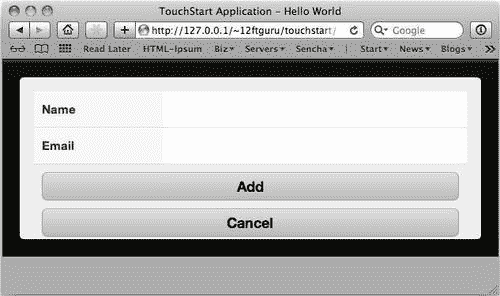 TouchStart Application - Hello World
http://127.0.0.1/~12ftguru/touchstart/
Google
Read Later HTML-Ipsum Biz Servers Sencha Start News Blogs
Name
Email
Add
Cancel